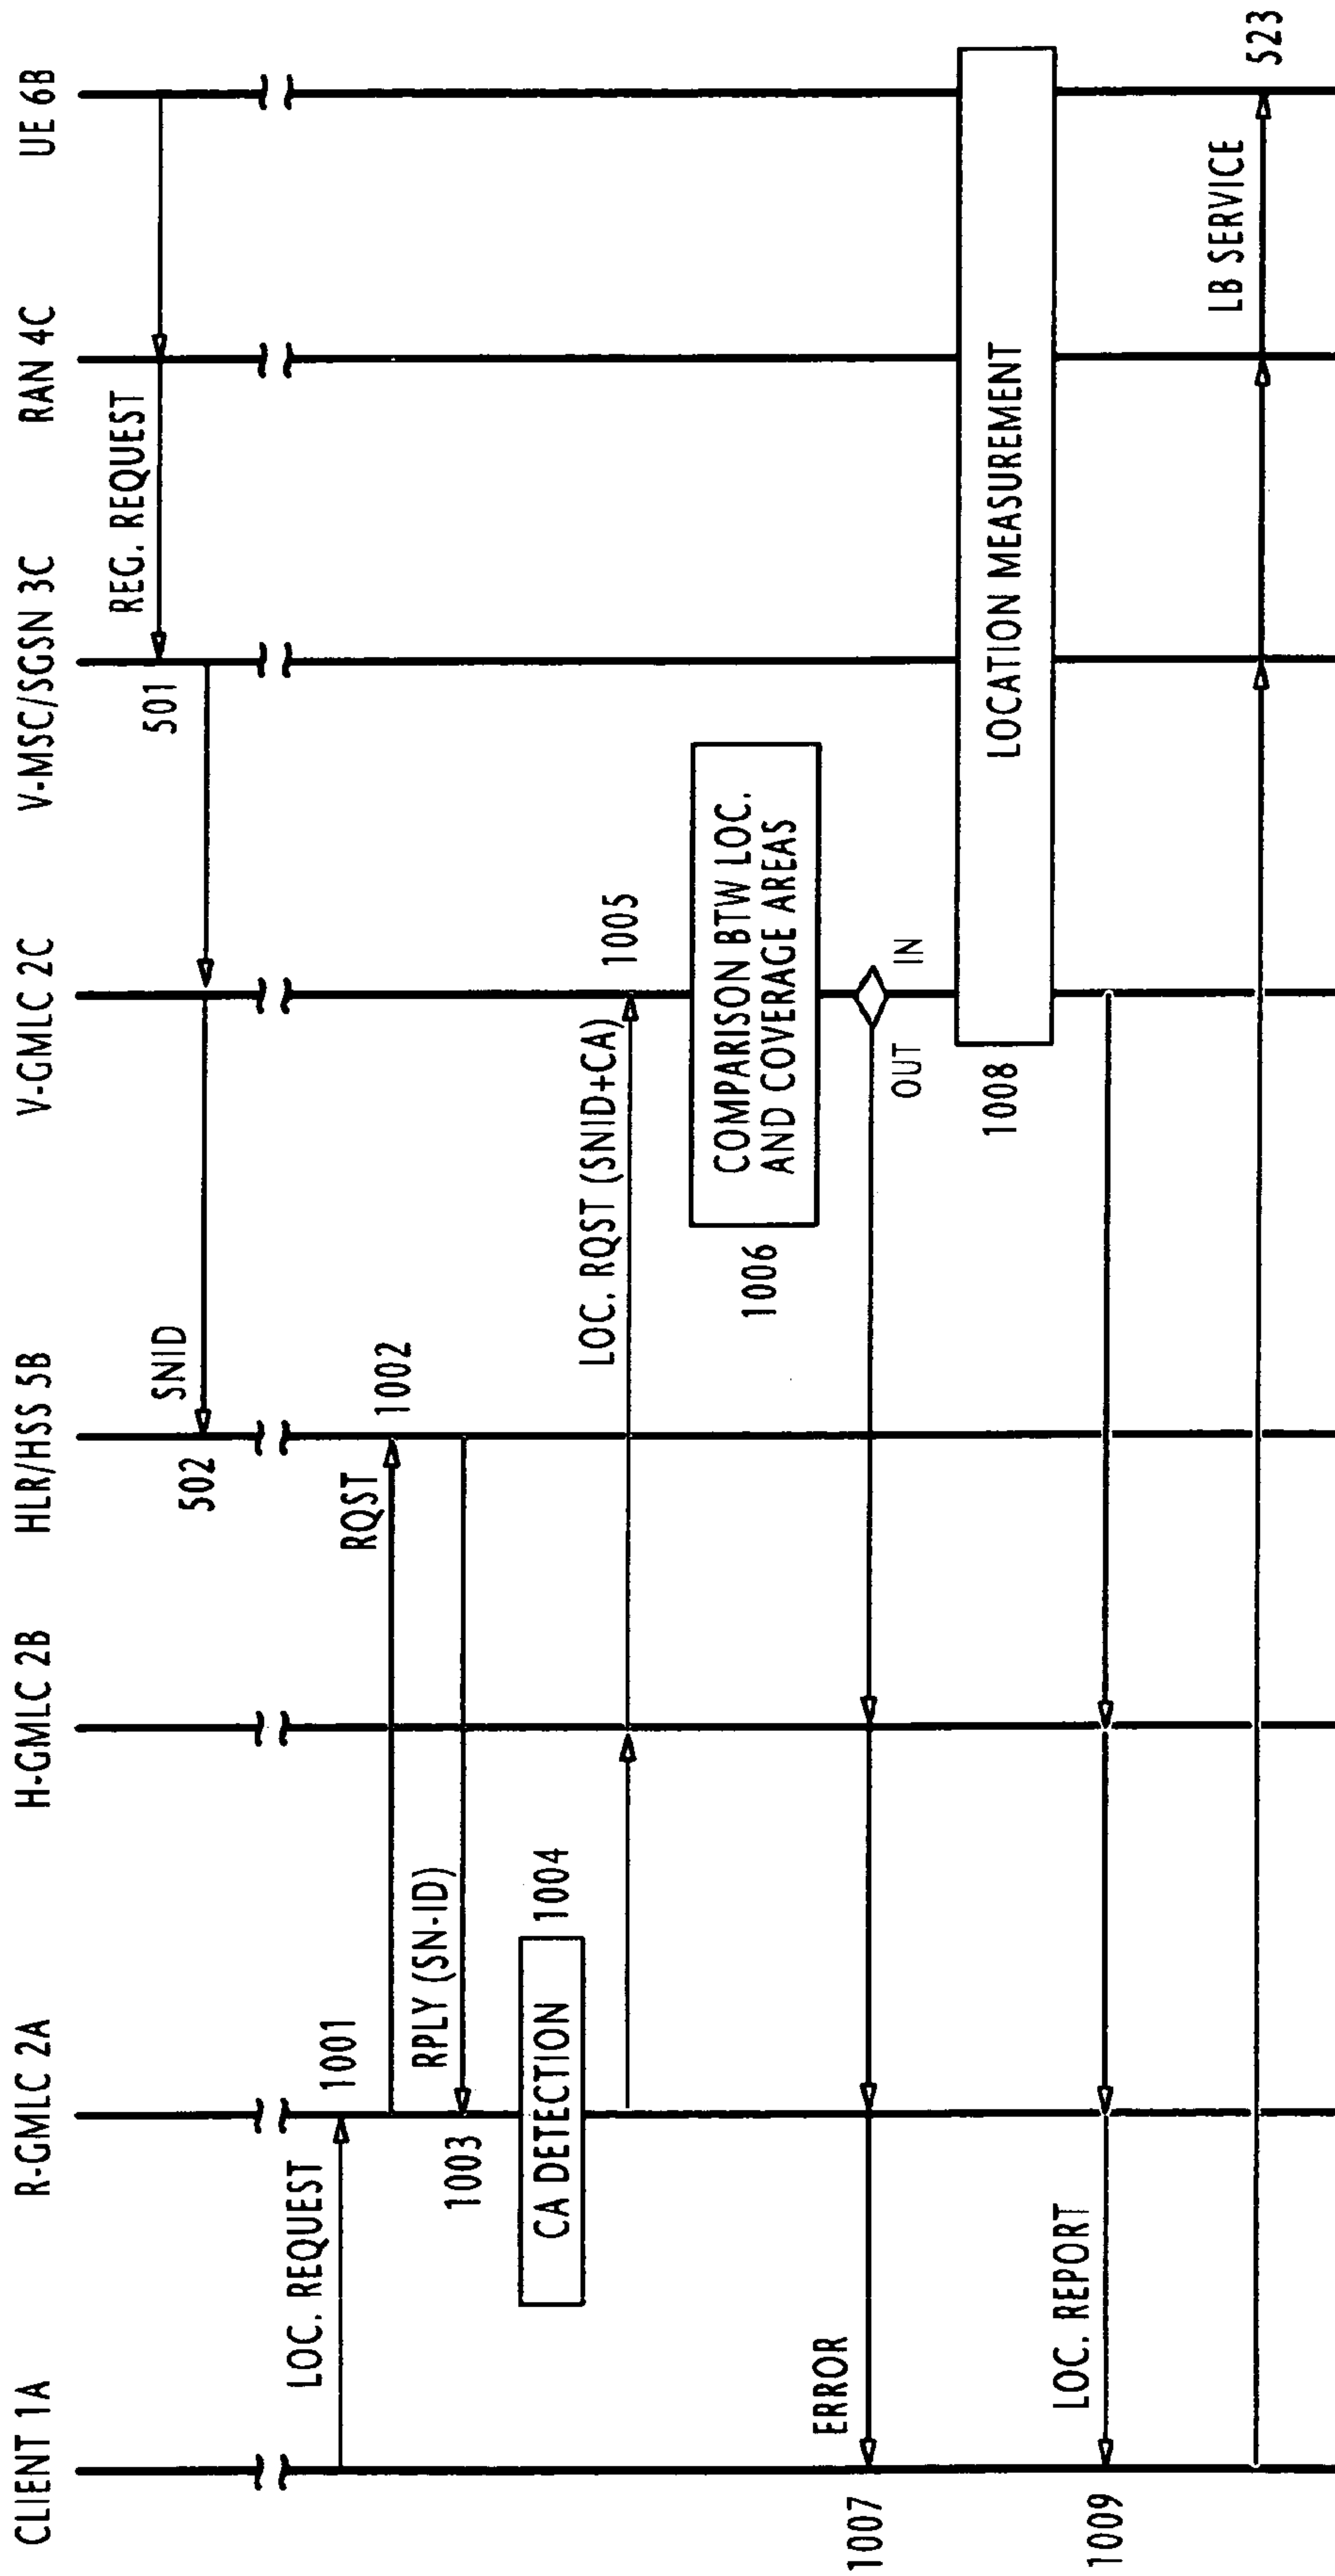 CLIENT 1A
R-GMLC 2A
H-GMLC 2B
HLR/HSS 5B
V-GMLC 2C
V-MSC/SGSN 3C
RAN 4C
UE 6B
REG. REQUEST
501
SNID
502
LOC. REQUEST
1001
RQST
1002
RPLY (SN-ID)
1003
CA DETECTION
1004
LOC. RQST (SNID+CA)
1005
COMPARISON BTW LOC.
AND COVERAGE AREAS
1006
ERROR
1007
OUT
IN
LOCATION MEASUREMENT
1008
LOC. REPORT
1009
LB SERVICE
523